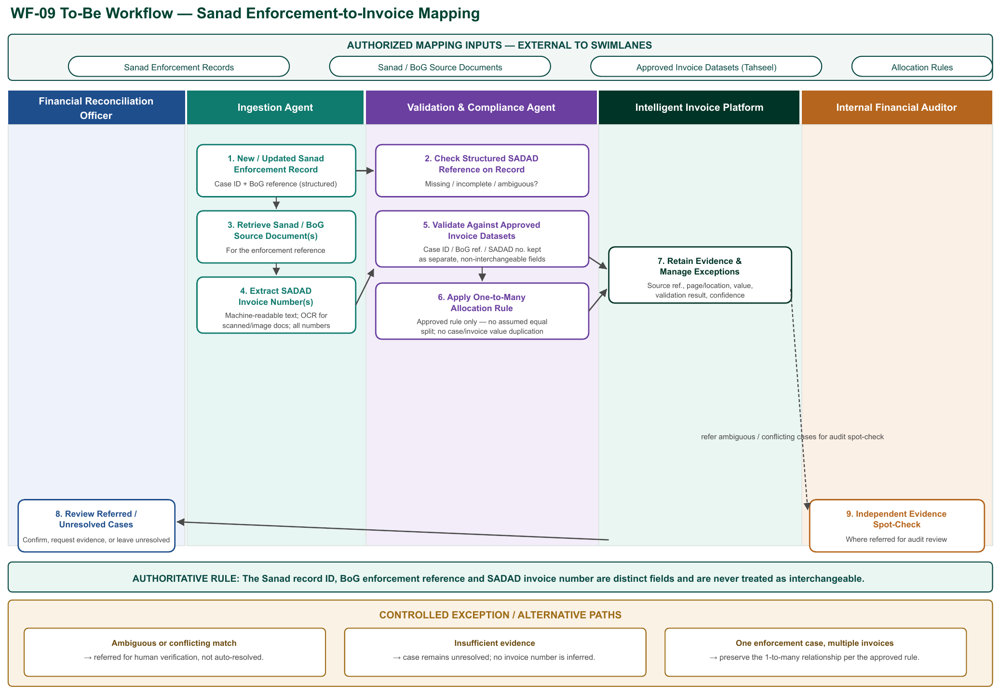 WF-09 To-Be Workflow — Sanad Enforcement-to-Invoice Mapping
AUTHORIZED MAPPING INPUTS — EXTERNAL TO SWIMLANES
Sanad Enforcement Records
Sanad / BoG Source Documents
Approved Invoice Datasets (Tahseel)
Allocation Rules
Financial Reconciliation
Officer
Ingestion Agent
Validation & Compliance Agent
Intelligent Invoice Platform
Internal Financial Auditor
1. New / Updated Sanad
Enforcement Record
Case ID + BoG reference (structured)
2. Check Structured SADAD
Reference on Record
Missing / incomplete / ambiguous?
3. Retrieve Sanad / BoG
Source Document(s)
For the enforcement reference
5. Validate Against Approved
Invoice Datasets
Case ID / BoG ref. / SADAD no. kept
as separate, non-interchangeable fields
4. Extract SADAD
Invoice Number(s)
Machine-readable text; OCR for
scanned/image docs; all numbers
6. Apply One-to-Many
Allocation Rule
Approved rule only — no assumed equal
split; no case/invoice value duplication
7. Retain Evidence &
Manage Exceptions
Source ref., page/location, value,
validation result, confidence
refer ambiguous / conflicting cases for audit spot-check
8. Review Referred /
Unresolved Cases
Confirm, request evidence, or leave unresolved
9. Independent Evidence
Spot-Check
Where referred for audit review
AUTHORITATIVE RULE: The Sanad record ID, BoG enforcement reference and SADAD invoice number are distinct fields and are never treated as interchangeable.
CONTROLLED EXCEPTION / ALTERNATIVE PATHS
Ambiguous or conflicting match
→ referred for human verification, not auto-resolved.
Insufficient evidence
→ case remains unresolved; no invoice number is inferred.
One enforcement case, multiple invoices
→ preserve the 1-to-many relationship per the approved rule.